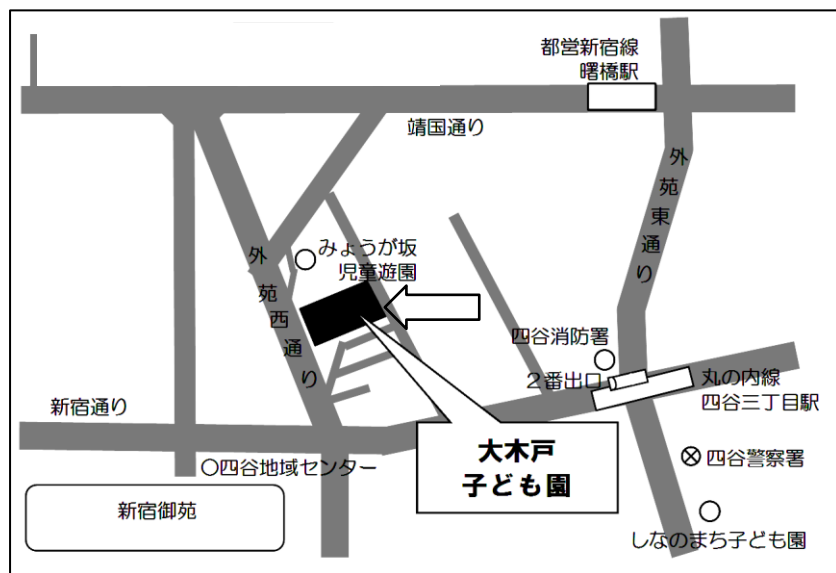 都営新宿線
曙橋駅
靖国通り
外苑東通り
みょうが坂
児童遊園
外苑西通り
四谷消防署
2番出口
丸の内線
四谷三丁目駅
新宿通り
大木戸
子ども園
四谷地域センター
四谷警察署
新宿御苑
しなのまち子ども園